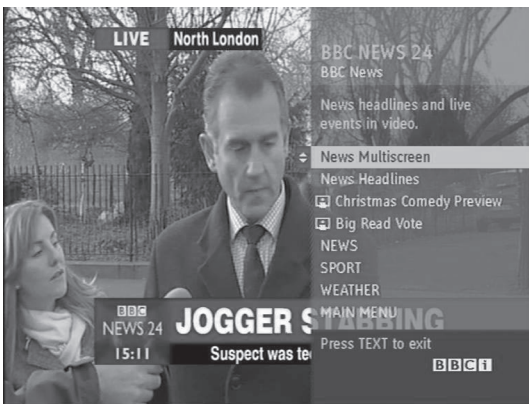 LIVE North London
BBC NEWS 24
BBC News
News headlines and live
events in video.
News Multiscreen
News Headlines
Christmas Comedy Preview
Big Read Vote
NEWS
SPORT
WEATHER
MAIN MENU
Press TEXT to exit
BBCi
BBC
NEWS 24
JOGGER STABBING
15:11
Suspect was